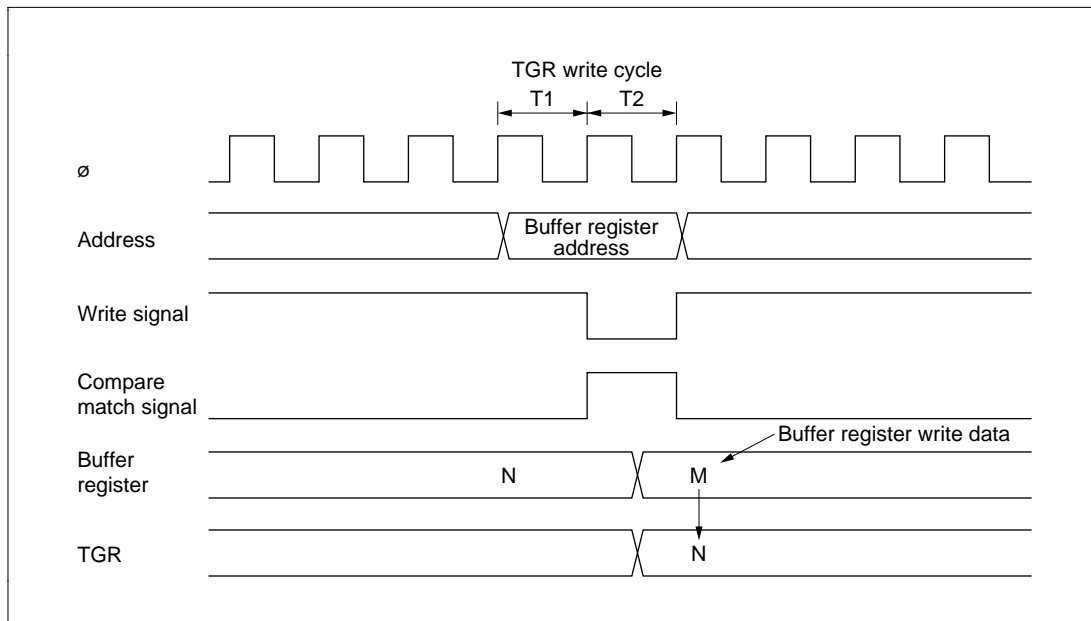 TGR write cycle
T1 T2
ø
Address
Buffer register
address
Write signal
Compare
match signal
Buffer register write data
Buffer
register
N M
TGR
N